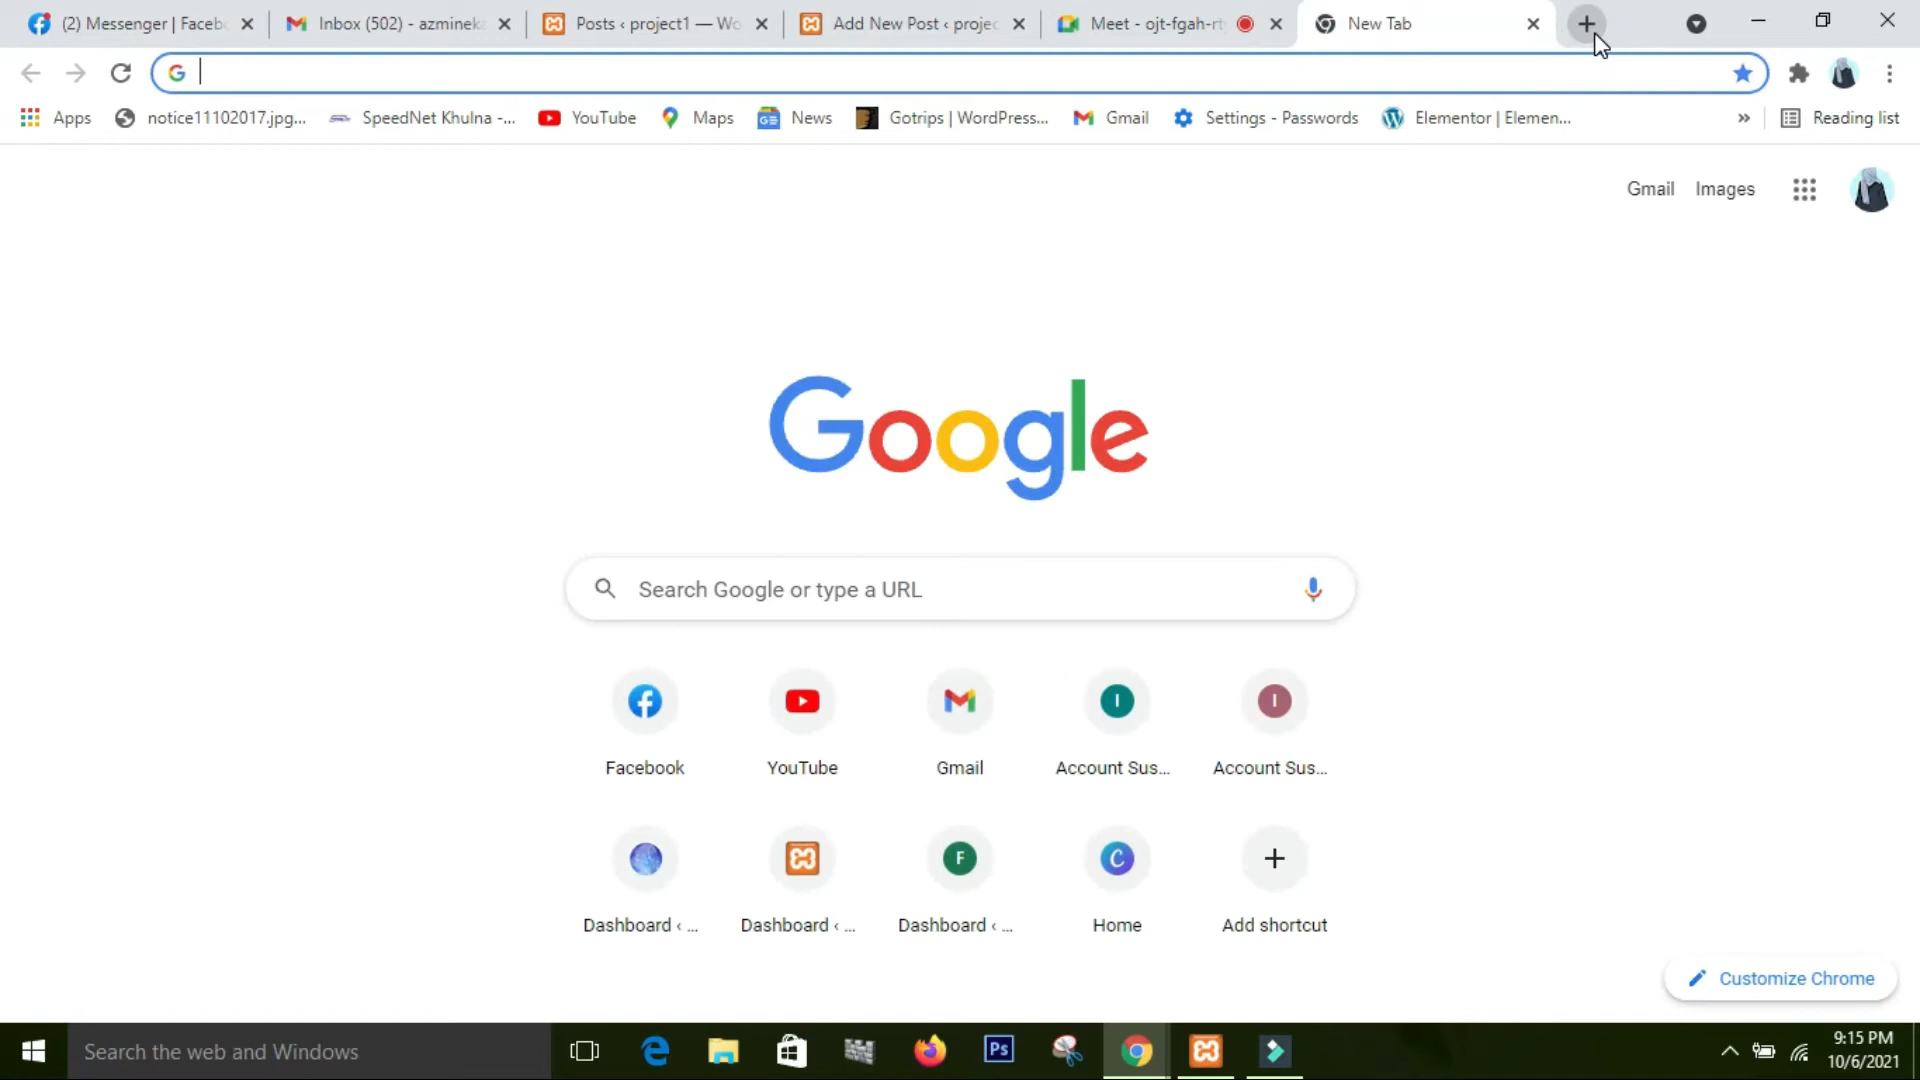 (2) Messenger | Faceb
Inbox (502) - azmineka
Posts ‹ project1 — Wo
Add New Post ‹ projec
Meet - ojt-fgah-rt
New Tab
Apps
notice11102017.jpg...
SpeedNet Khulna -...
YouTube
Maps
News
Gotrips | WordPress...
Gmail
Settings - Passwords
Elementor | Elemen...
»
Reading list
Gmail
Images
Google
Search Google or type a URL
Facebook
YouTube
Gmail
Account Sus...
Account Sus...
Dashboard ‹ ...
Dashboard ‹ ...
Dashboard ‹ ...
Home
Add shortcut
Customize Chrome
Search the web and Windows
Ps
9:15 PM
10/6/2021